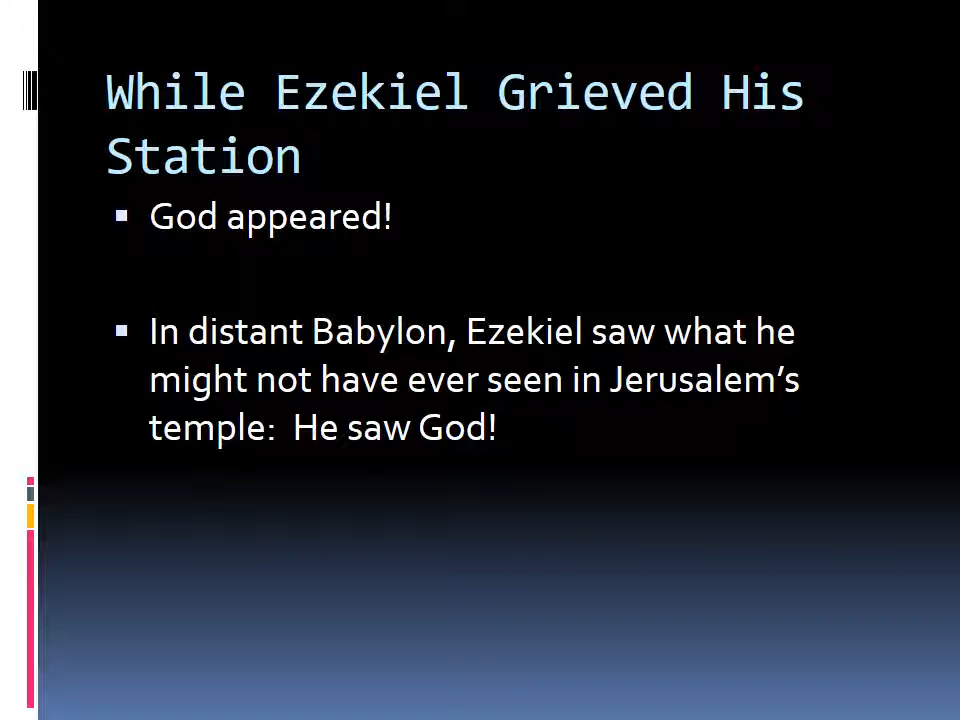 While Ezekiel Grieved His
Station
▪ God appeared!
▪ In distant Babylon, Ezekiel saw what he
might not have ever seen in Jerusalem’s
temple:  He saw God!